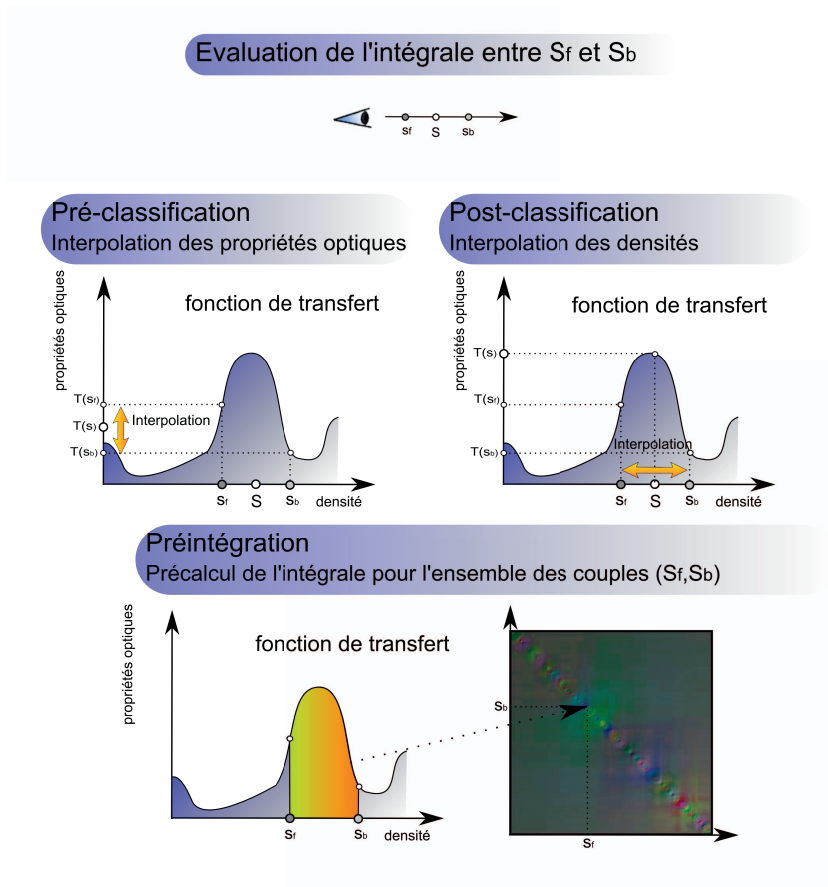 Evaluation de l'intégrale entre Sf et Sb
sf S sb
Pré-classification
Interpolation des propriétés optiques
propriétés optiques
fonction de transfert
T(sf)
Interpolation
T(s)
T(sb)
sf S sb densité
Post-classification
Interpolation des densités
propriétés optiques
fonction de transfert
T(s)
T(sf)
Interpolation
T(sb)
sf S sb densité
Préintégration
Précalcul de l'intégrale pour l'ensemble des couples (Sf,Sb)
propriétés optiques
fonction de transfert
sf sb densité
sb
sf